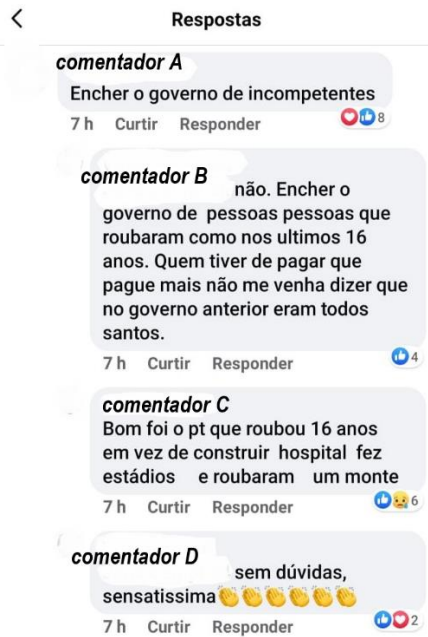 Respostas
comentador A
Encher o governo de incompetentes
7 h Curtir Responder 8
comentador B
não. Encher o
governo de pessoas pessoas que
roubaram como nos ultimos 16
anos. Quem tiver de pagar que
pague mais não me venha dizer que
no governo anterior eram todos
santos.
7 h Curtir Responder 4
comentador C
Bom foi o pt que roubou 16 anos
em vez de construir hospital fez
estádios e roubaram um monte
7 h Curtir Responder 6
comentador D
sem dúvidas,
sensatissima👏👏👏👏👏👏
7 h Curtir Responder 2